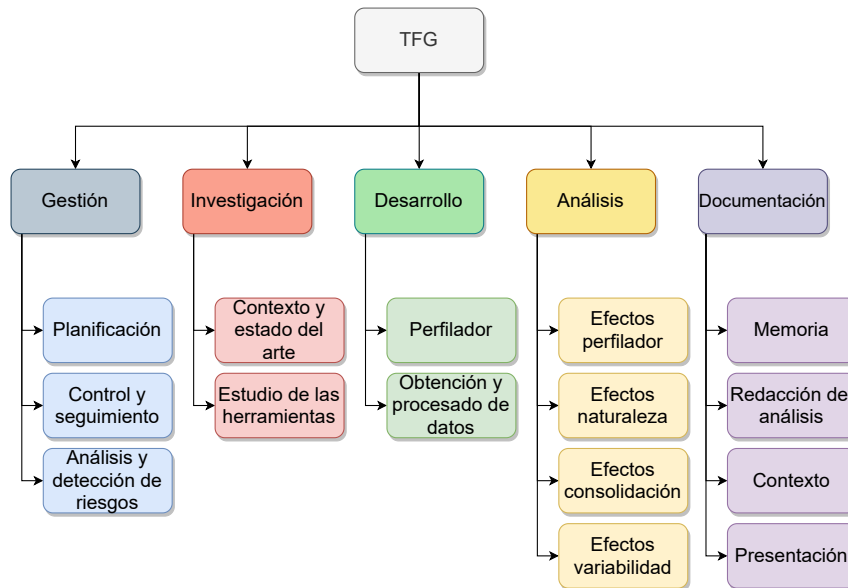 TFG
Gestión
Investigación
Desarrollo
Análisis
Documentación
Planificación
Control y
seguimiento
Análisis y
detección de
riesgos
Contexto y
estado del
arte
Estudio de las
herramientas
Perfilador
Obtención y
procesado de
datos
Efectos
perfilador
Efectos
naturaleza
Efectos
consolidación
Efectos
variabilidad
Memoria
Redacción del
análisis
Contexto
Presentación